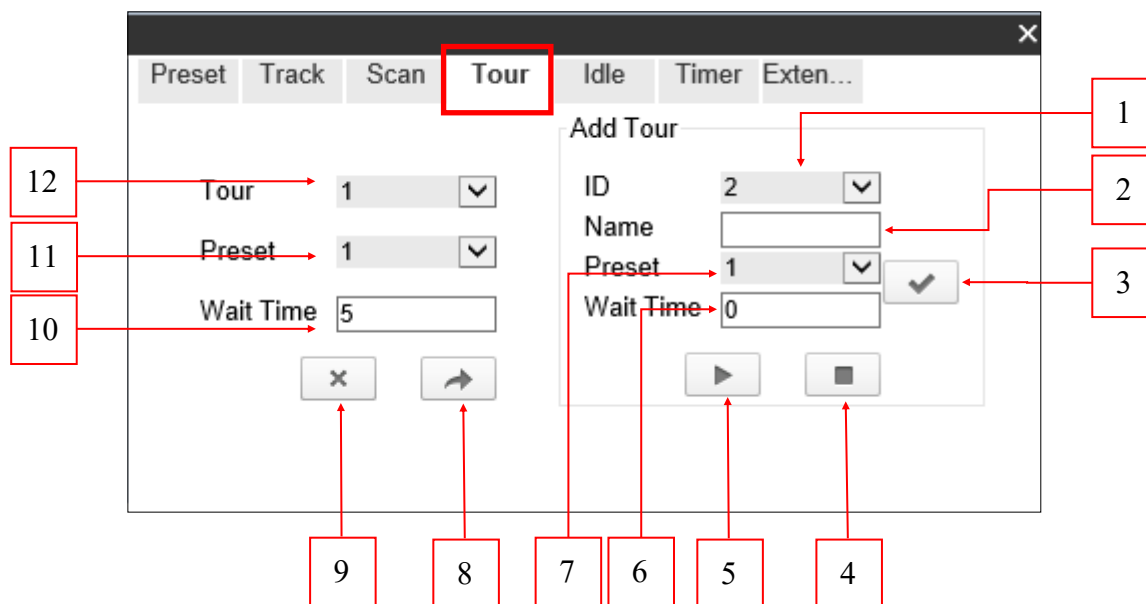 Preset Track Scan Tour Idle Timer Exten...
Add Tour
1
12
Tour 1
ID 2
2
Name
11
Preset 1
Preset 1
3
10
Wait Time 5
Wait Time 0
9 8 7 6 5 4